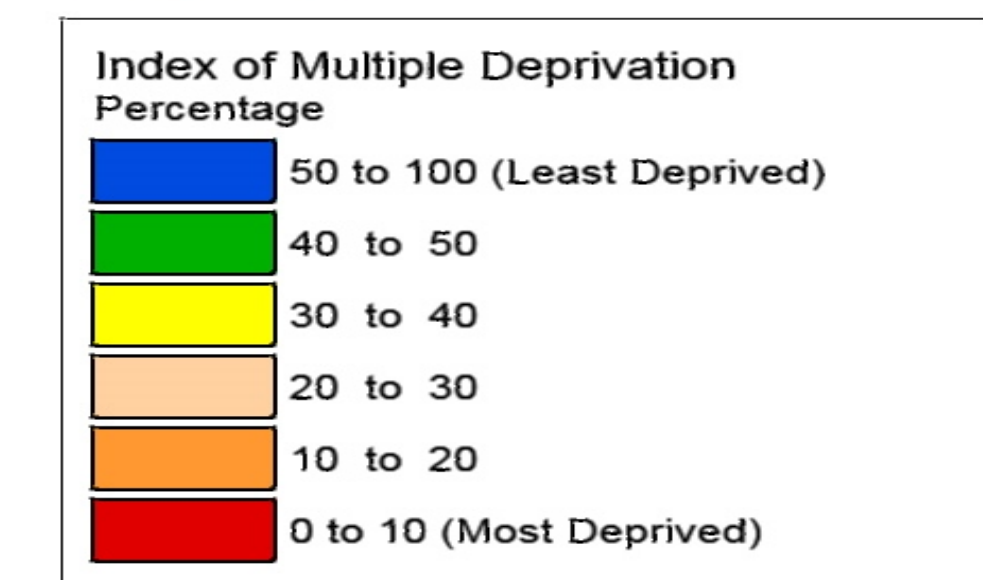 Index of Multiple Deprivation
Percentage
50 to 100 (Least Deprived)
40 to 50
30 to 40
20 to 30
10 to 20
0 to 10 (Most Deprived)